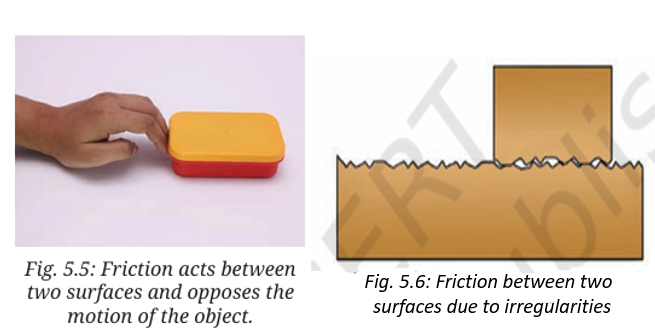 Fig. 5.5: Friction acts between
two surfaces and opposes the
motion of the object.
Fig. 5.6: Friction between two
surfaces due to irregularities